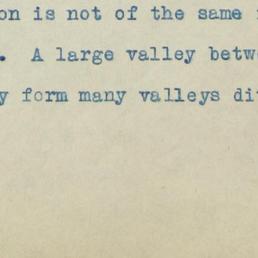 on is not of the same
. A large valley betw
y form many valleys di